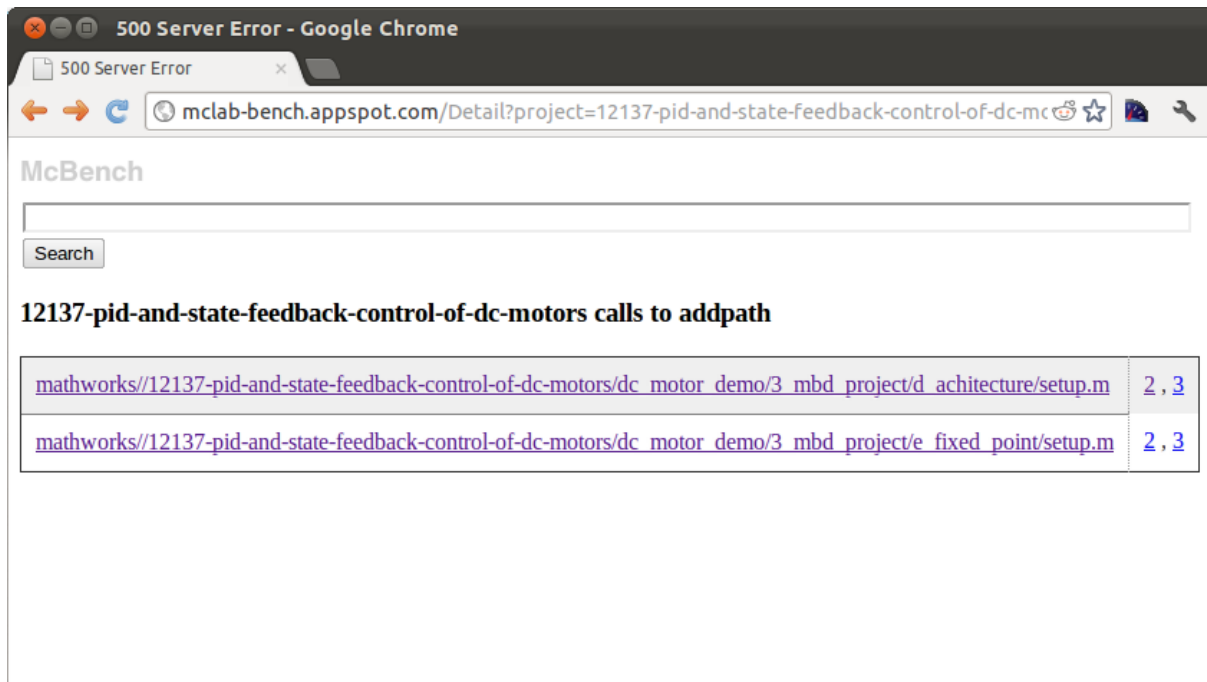 500 Server Error - Google Chrome
500 Server Error
mclab-bench.appspot.com/Detail?project=12137-pid-and-state-feedback-control-of-dc-mc
McBench
Search
12137-pid-and-state-feedback-control-of-dc-motors calls to addpath
mathworks//12137-pid-and-state-feedback-control-of-dc-motors/dc_motor_demo/3_mbd_project/d_achitecture/setup.m 2 , 3
mathworks//12137-pid-and-state-feedback-control-of-dc-motors/dc_motor_demo/3_mbd_project/e_fixed_point/setup.m 2 , 3